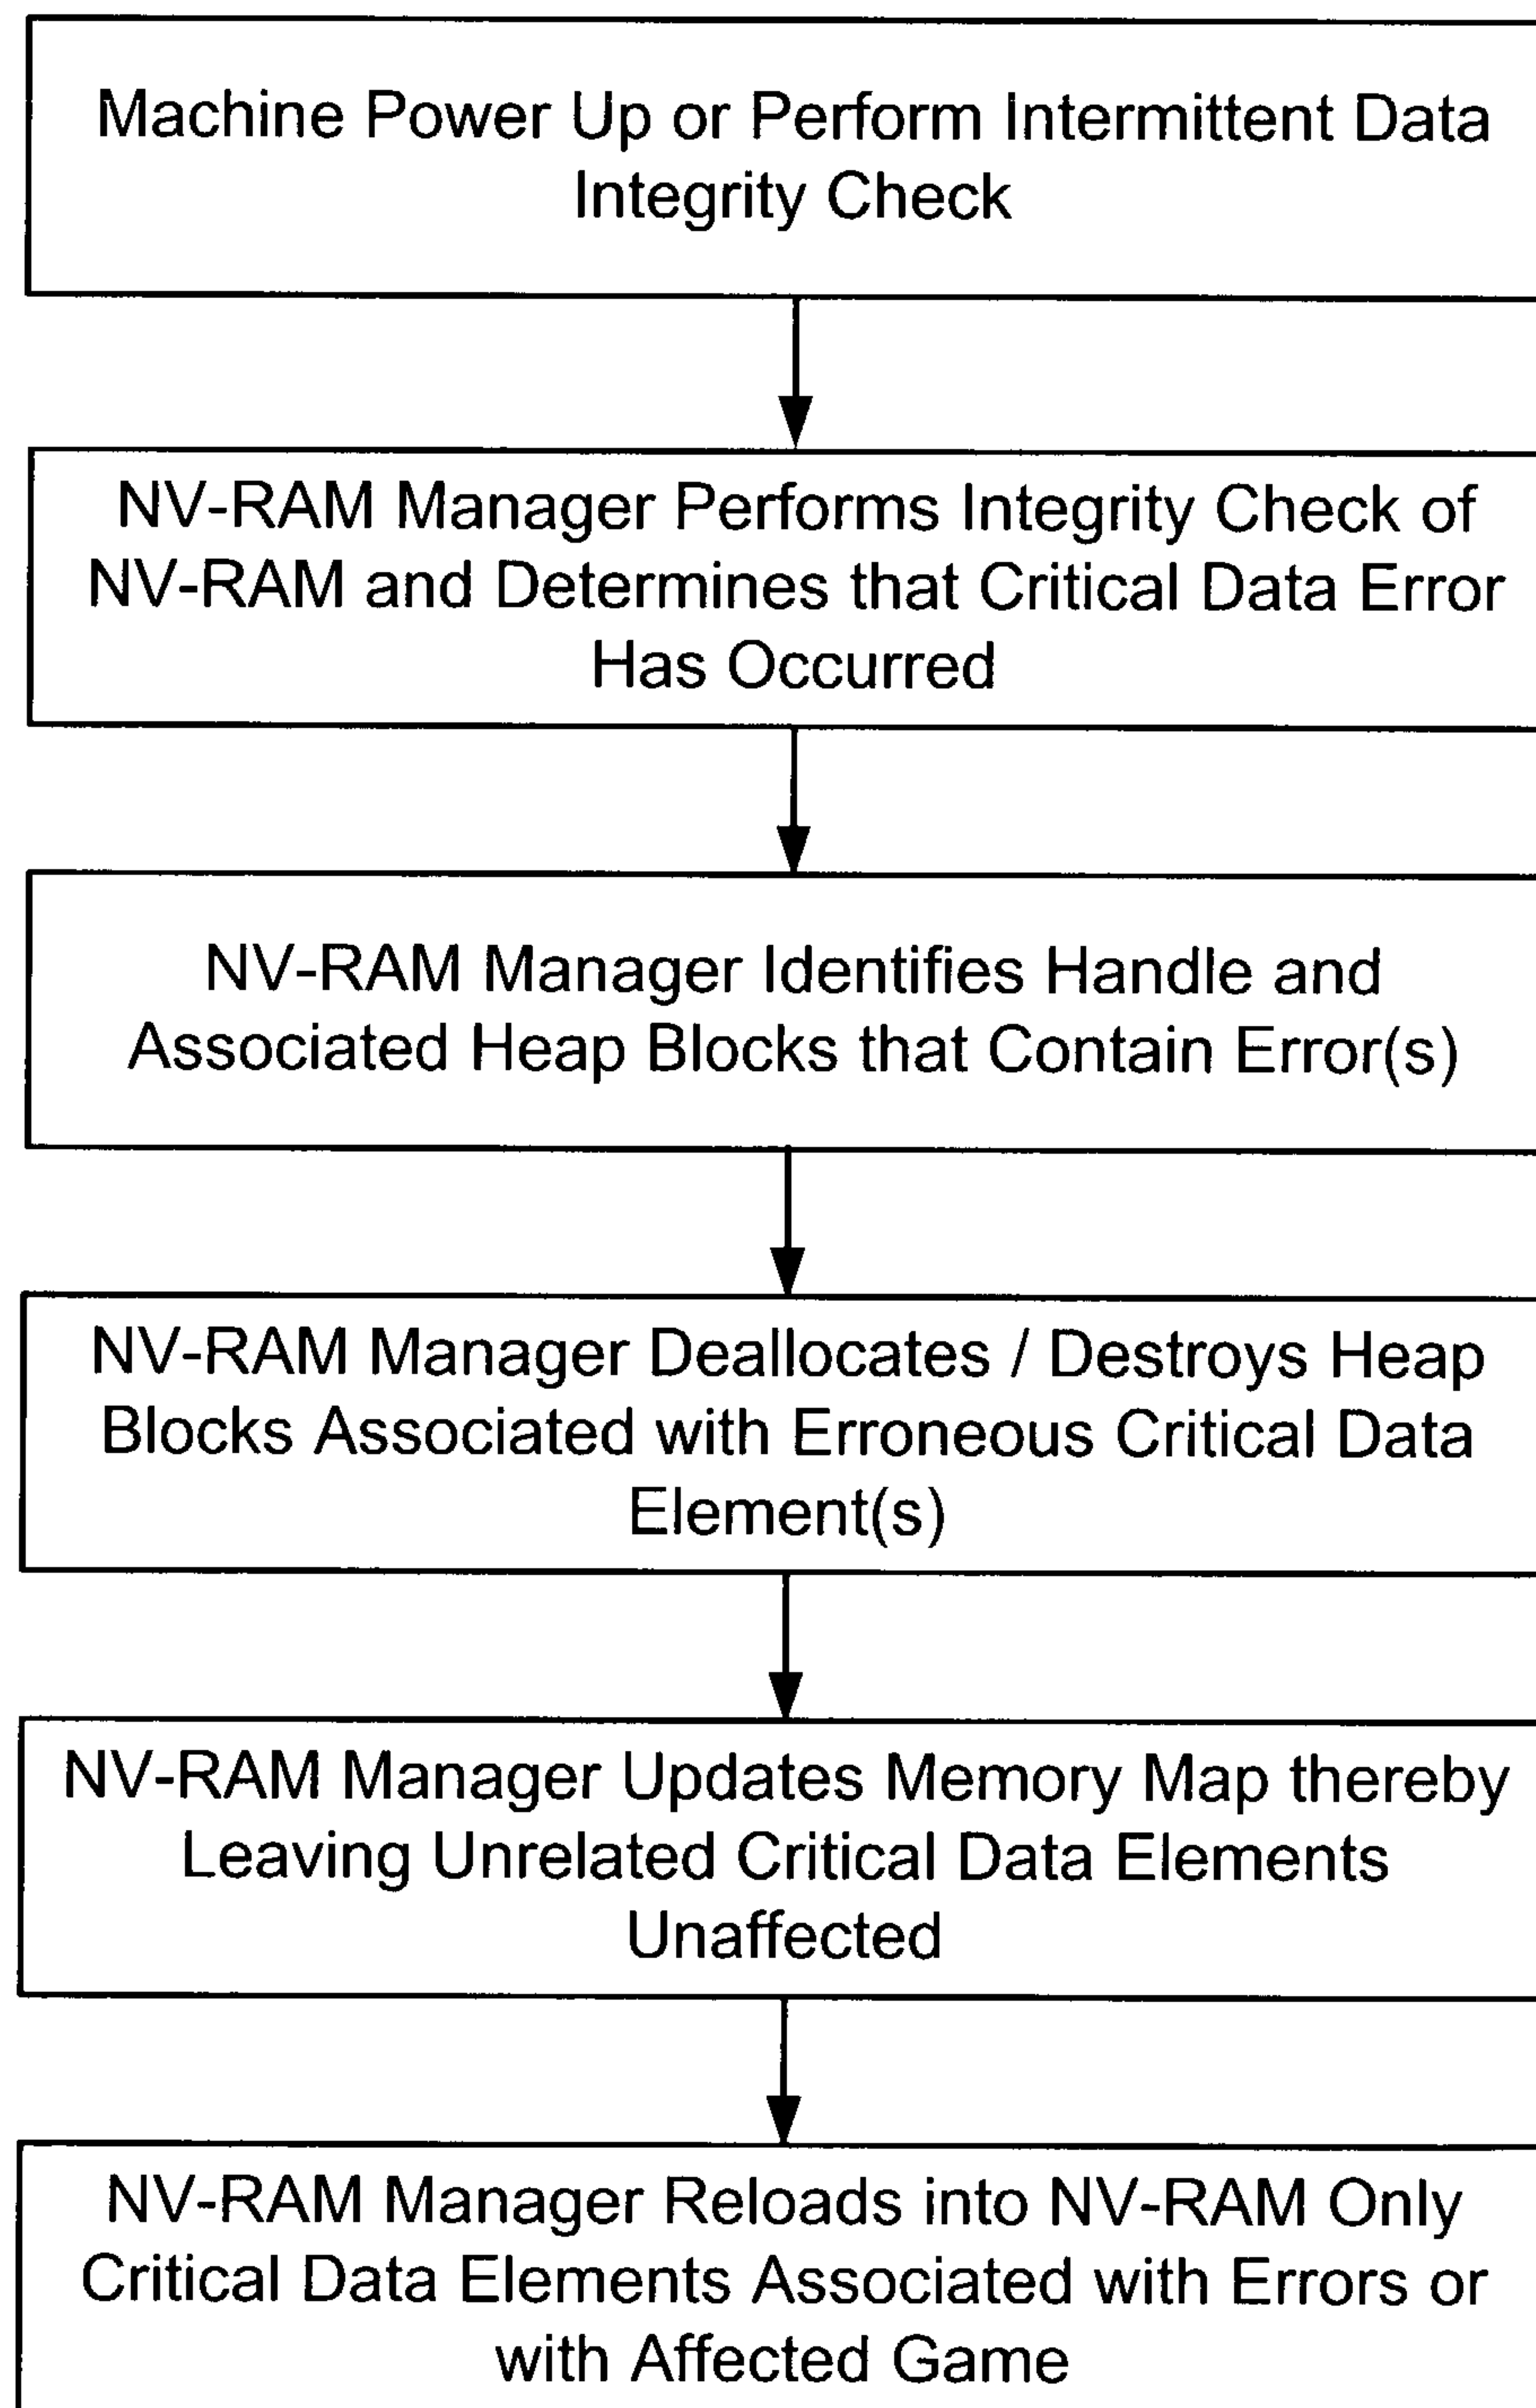 Machine Power Up or Perform Intermittent Data
Integrity Check
NV-RAM Manager Performs Integrity Check of
NV-RAM and Determines that Critical Data Error
Has Occurred
NV-RAM Manager Identifies Handle and
Associated Heap Blocks that Contain Error(s)
NV-RAM Manager Deallocates / Destroys Heap
Blocks Associated with Erroneous Critical Data
Element(s)
NV-RAM Manager Updates Memory Map thereby
Leaving Unrelated Critical Data Elements
Unaffected
NV-RAM Manager Reloads into NV-RAM Only
Critical Data Elements Associated with Errors or
with Affected Game